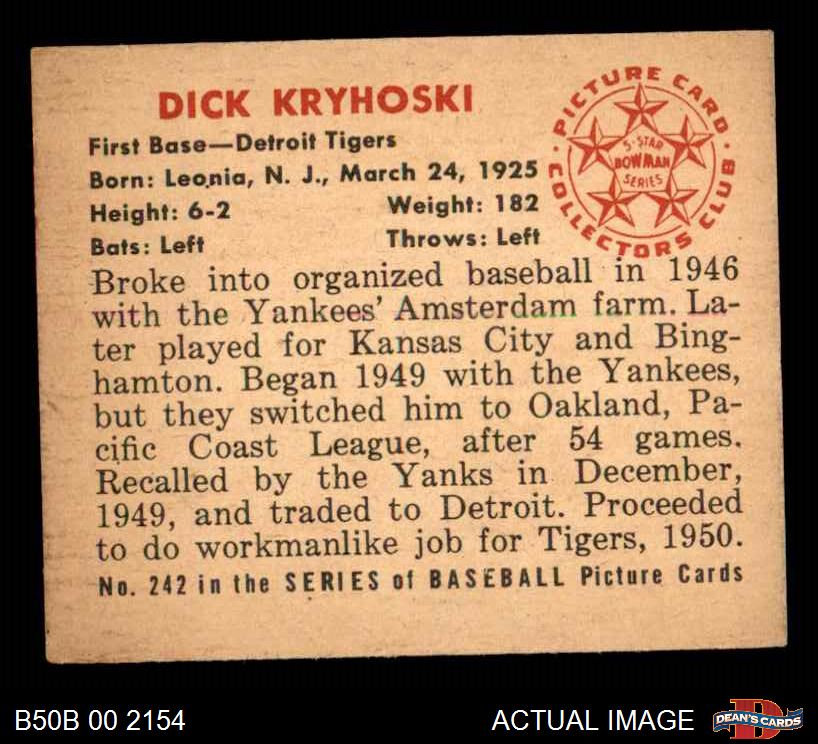 DICK KRYHOSKI
First Base—Detroit Tigers
Born: Leonia, N. J., March 24, 1925
Height: 6-2 Weight: 182
Bats: Left Throws: Left
PICTURE CARD
COLLECTORS CLUB
5-STAR
BOWMAN
SERIES
Broke into organized baseball in 1946
with the Yankees' Amsterdam farm. La-
ter played for Kansas City and Bing-
hamton. Began 1949 with the Yankees,
but they switched him to Oakland, Pa-
cific Coast League, after 54 games.
Recalled by the Yanks in December,
1949, and traded to Detroit. Proceeded
to do workmanlike job for Tigers, 1950.
No. 242 in the SERIES of BASEBALL Picture Cards
B50B 00 2154 ACTUAL IMAGE
D
DEAN'S CARDS